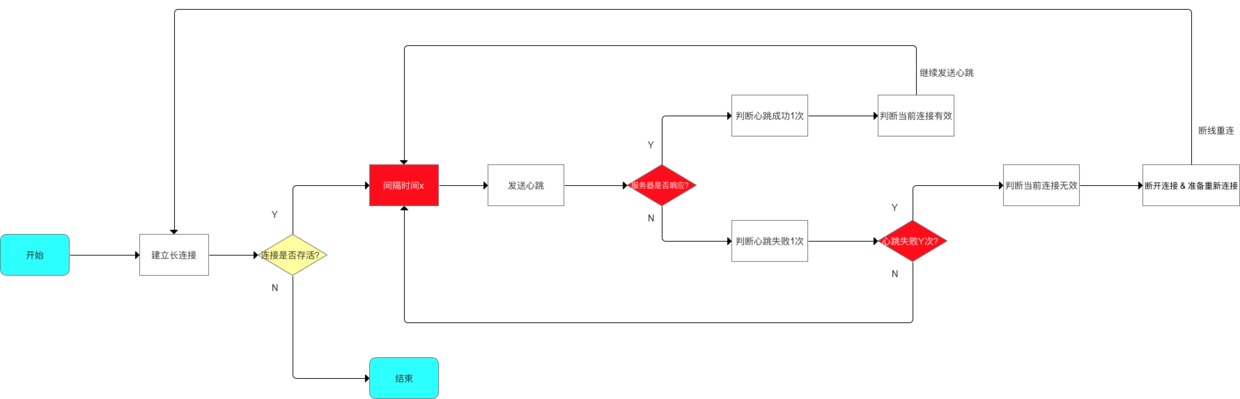 继续发送心跳
判断心跳成功1次
判断当前连接有效
断线重连
Y
间隔时间x
发送心跳
服务器是否响应?
判断当前连接无效
断开连接 & 准备重新连接
Y
Y
N
开始
建立长连接
连接是否存活?
判断心跳失败1次
心跳失败Y次?
N
N
结束